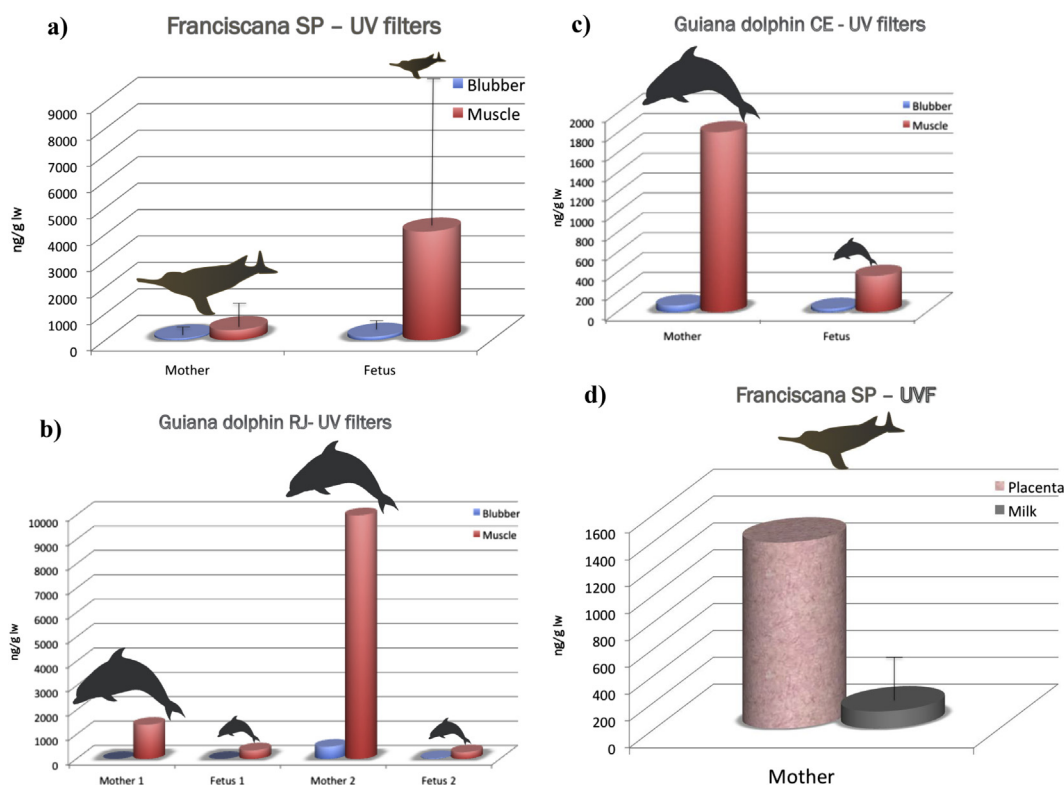 a)
Franciscana SP – UV filters
Blubber
Muscle
9000
8000
7000
6000
5000
4000
3000
2000
1000
0
ng/g lw
Mother Fetus
c)
Guiana dolphin CE - UV filters
Blubber
Muscle
2000
1800
1600
1400
1200
1000
800
600
400
200
0
ng/g lw
Mother Fetus
b)
Guiana dolphin RJ- UV filters
Blubber
Muscle
10000
9000
8000
7000
6000
5000
4000
3000
2000
1000
0
ng/g lw
Mother 1 Fetus 1 Mother 2 Fetus 2
d)
Franciscana SP – UVF
Placenta
Milk
1600
1400
1200
1000
800
600
400
200
0
ng/g lw
Mother